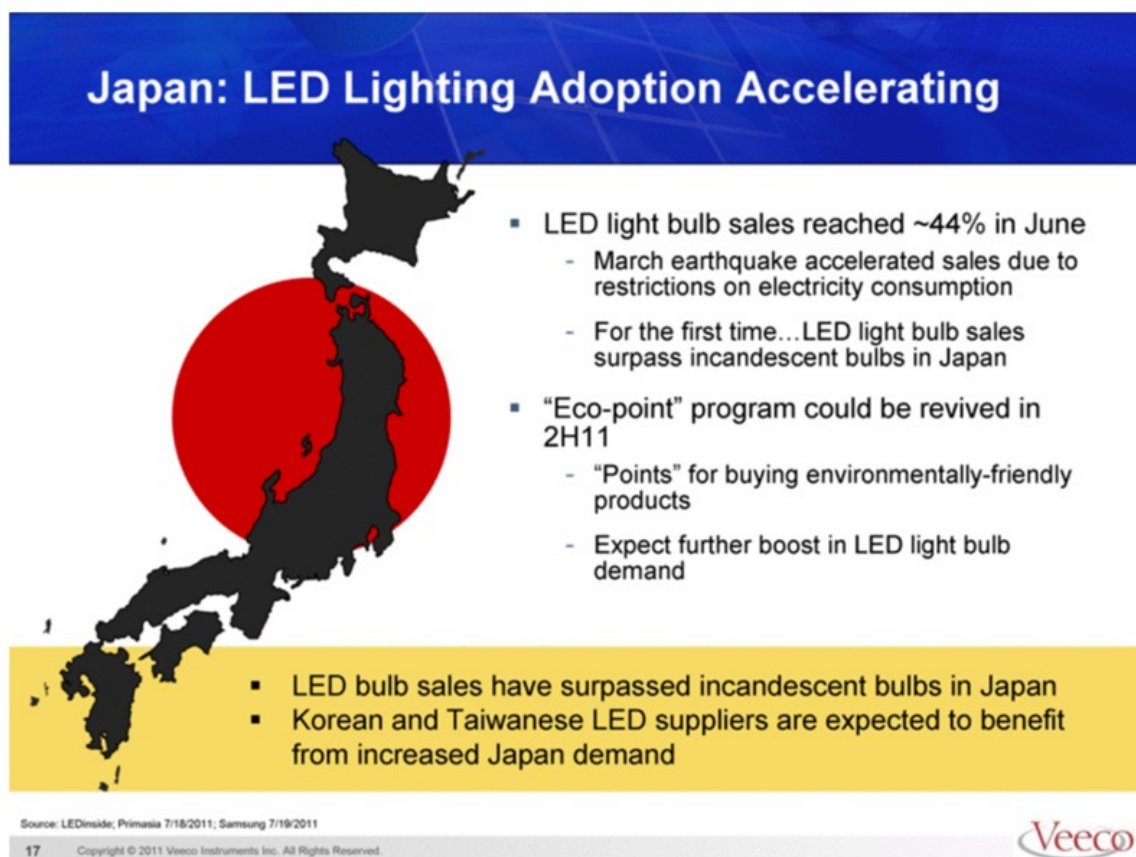 Japan: LED Lighting Adoption Accelerating
▪ LED light bulb sales reached ~44% in June
- March earthquake accelerated sales due to
restrictions on electricity consumption
- For the first time…LED light bulb sales
surpass incandescent bulbs in Japan
▪ “Eco-point” program could be revived in
2H11
- “Points” for buying environmentally-friendly
products
- Expect further boost in LED light bulb
demand
▪ LED bulb sales have surpassed incandescent bulbs in Japan
▪ Korean and Taiwanese LED suppliers are expected to benefit
from increased Japan demand
Source: LEDinside; Primasia 7/18/2011; Samsung 7/19/2011
17 Copyright © 2011 Veeco Instruments Inc. All Rights Reserved.
Veeco